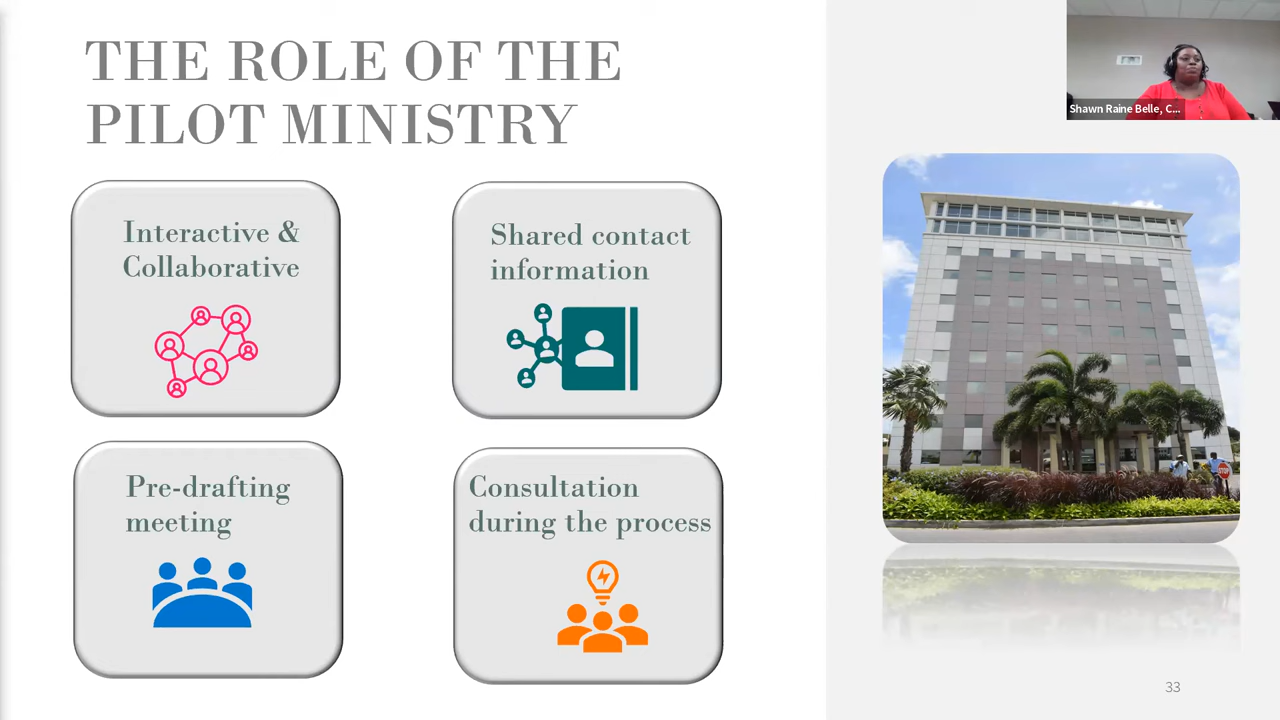 THE ROLE OF THE
PILOT MINISTRY
Interactive &
Collaborative
Shared contact
information
Pre-drafting
meeting
Consultation
during the process
Shawn Raine Belle, C...
STOP
33